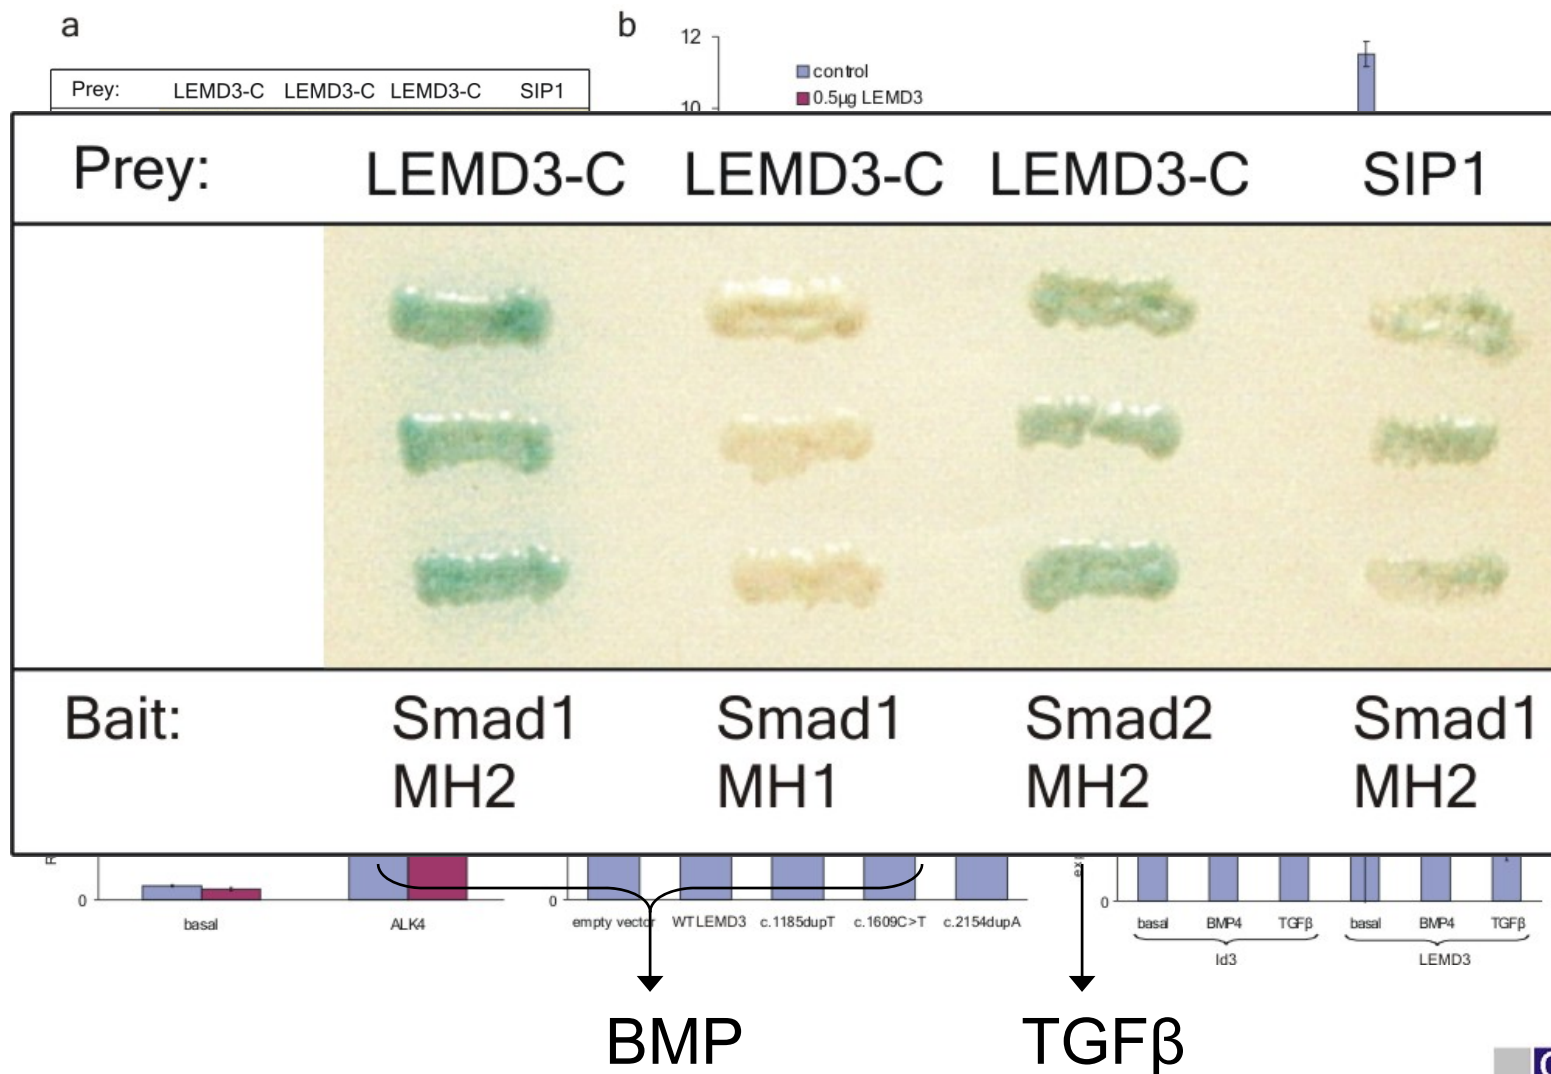 a
b
12
control
0.5µg LEMD3
10
Prey: LEMD3-C LEMD3-C LEMD3-C SIP1
Prey: LEMD3-C LEMD3-C LEMD3-C SIP1
Bait: Smad1 Smad1 Smad2 Smad1
MH2 MH1 MH2 MH2
0
basal ALK4
0
empty vector WT LEMD3 c.1185dupT c.1609C>T c.2154dupA
0
basal BMP4 TGFβ basal BMP4 TGFβ
Id3 LEMD3
BMP TGFβ